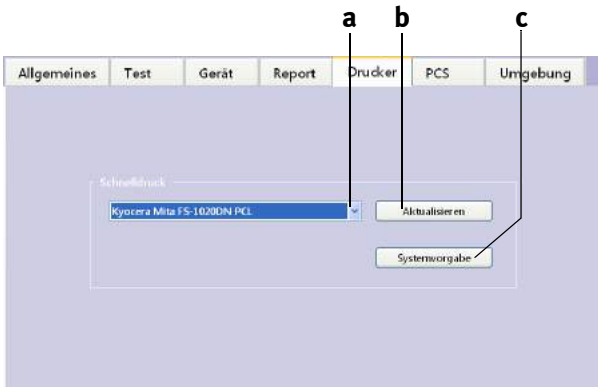 a b c
Allgemeines Test Gerät Report Drucker PCS Umgebung
Schnelldruck
Kyocera Mita FS-1020DN PCL Aktualisieren
Systemvorgabe